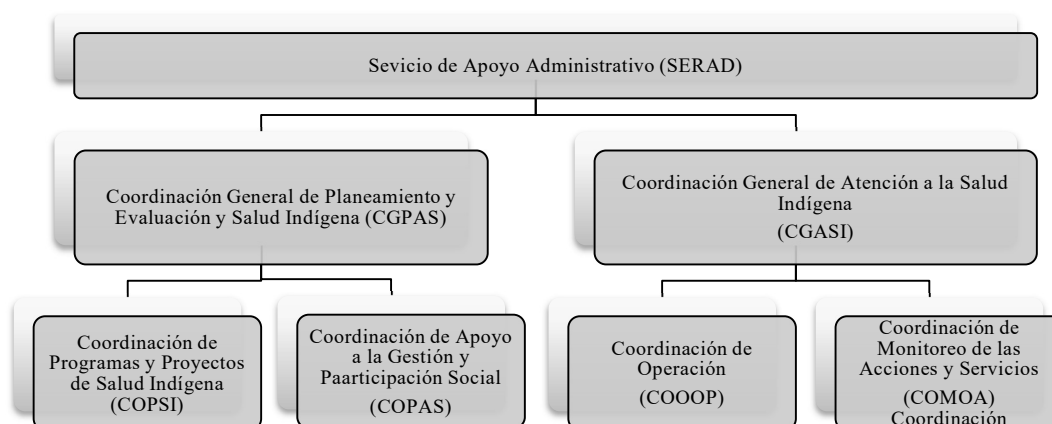 Sevicio de Apoyo Administrativo (SERAD)
Coordinación General de Planeamiento y
Evaluación y Salud Indígena (CGPAS)
Coordinación General de Atención a la Salud
Indígena
(CGASI)
Coordinación de
Programas y Proyectos
de Salud Indígena
(COPSI)
Coordinación de Apoyo
a la Gestión y
Paarticipación Social
(COPAS)
Coordinación de
Operación
(COOOP)
Coordinación de
Monitoreo de las
Acciones y Servicios
(COMOA)
Coordinación